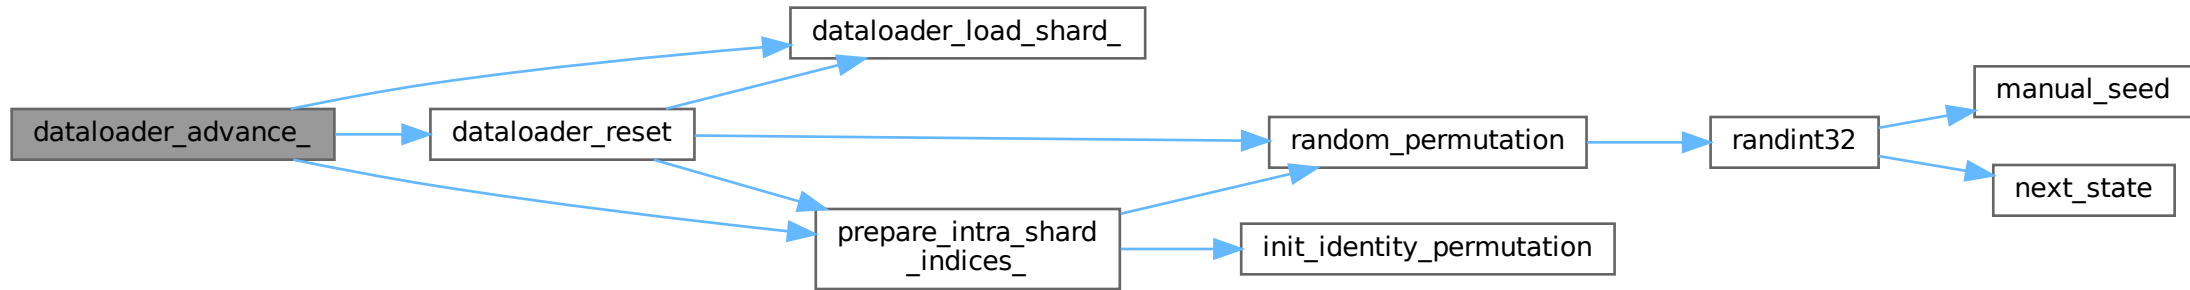 dataloader_advance_
dataloader_load_shard_
dataloader_reset
prepare_intra_shard
_indices_
random_permutation
init_identity_permutation
randint32
manual_seed
next_state